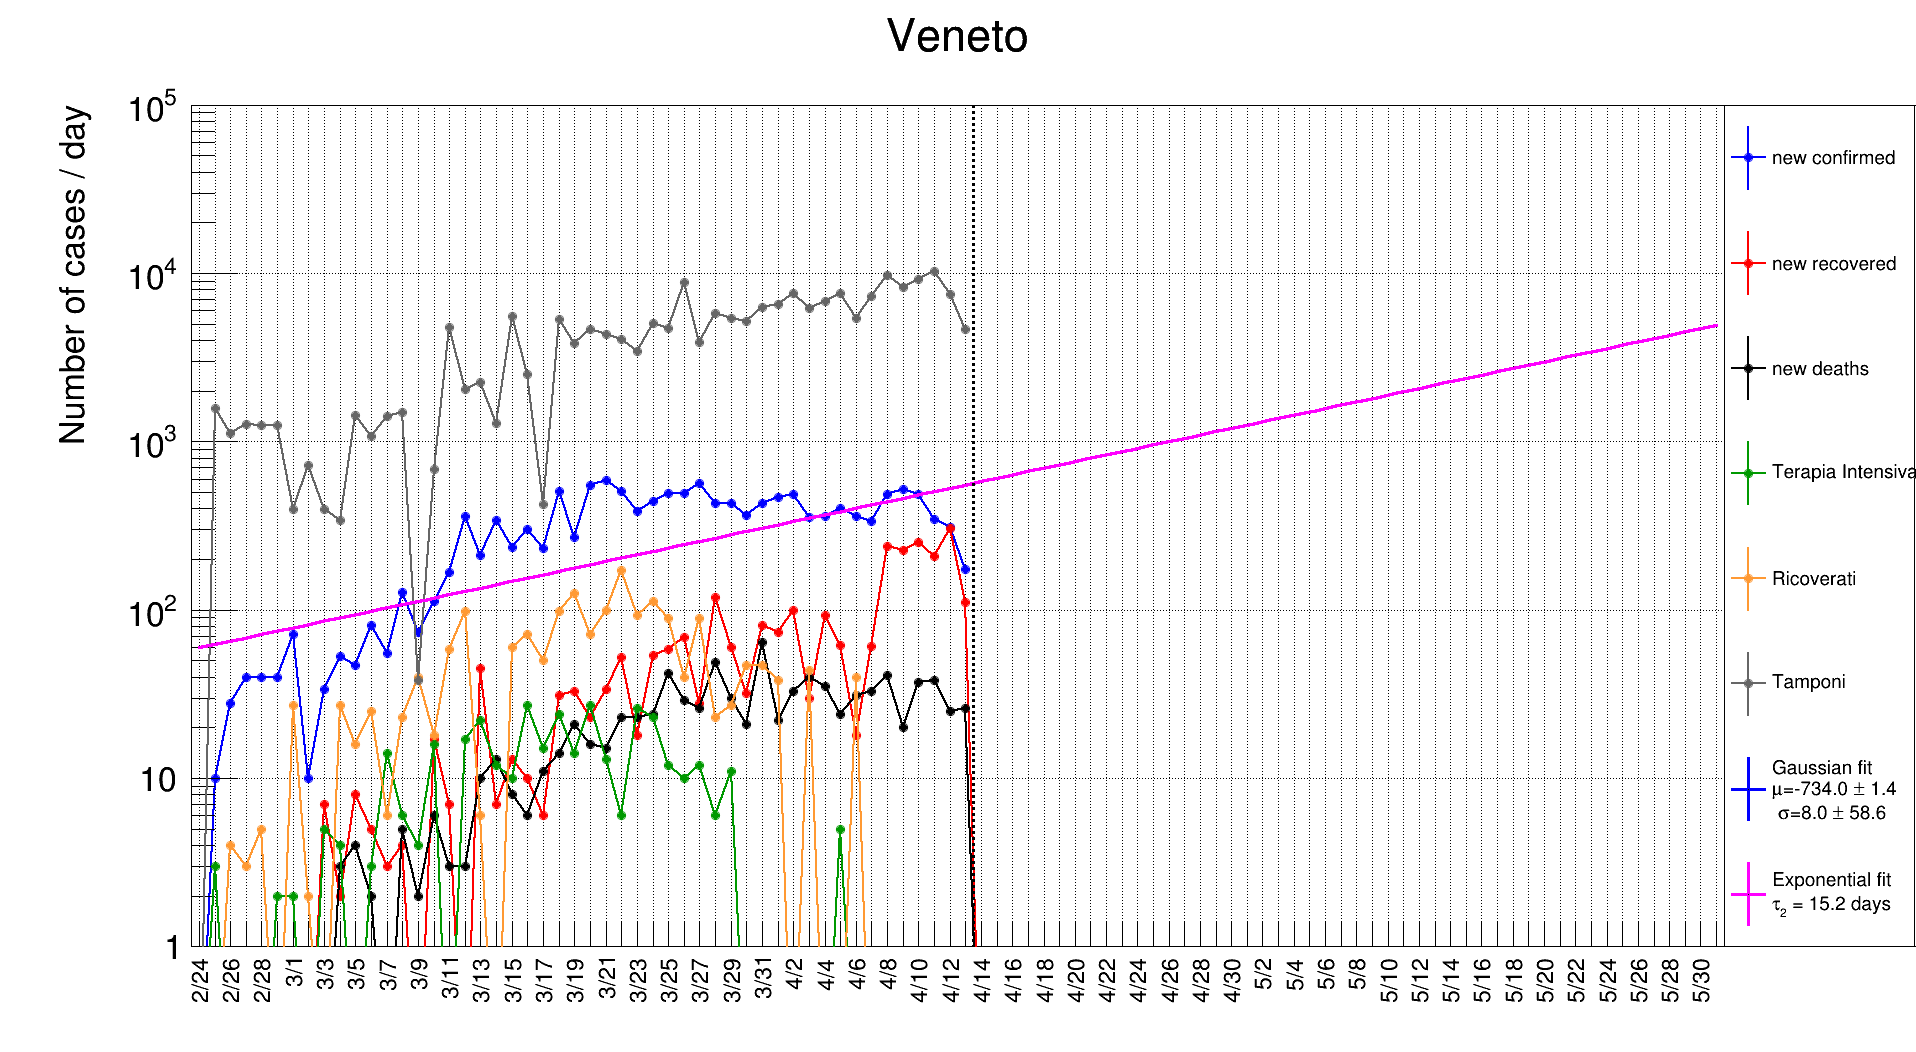 Veneto
Number of cases / day
10^5
10^4
10^3
10^2
10
1
2/24 2/26 2/28 3/1 3/3 3/5 3/7 3/9 3/11 3/13 3/15 3/17 3/19 3/21 3/23 3/25 3/27 3/29 3/31 4/2 4/4 4/6 4/8 4/10 4/12 4/14 4/16 4/18 4/20 4/22 4/24 4/26 4/28 4/30 5/2 5/4 5/6 5/8 5/10 5/12 5/14 5/16 5/18 5/20 5/22 5/24 5/26 5/28 5/30
new confirmed
new recovered
new deaths
Terapia Intensiva
Ricoverati
Tamponi
Gaussian fit
μ=-734.0 ± 1.4
σ=8.0 ± 58.6
Exponential fit
τ₂ = 15.2 days